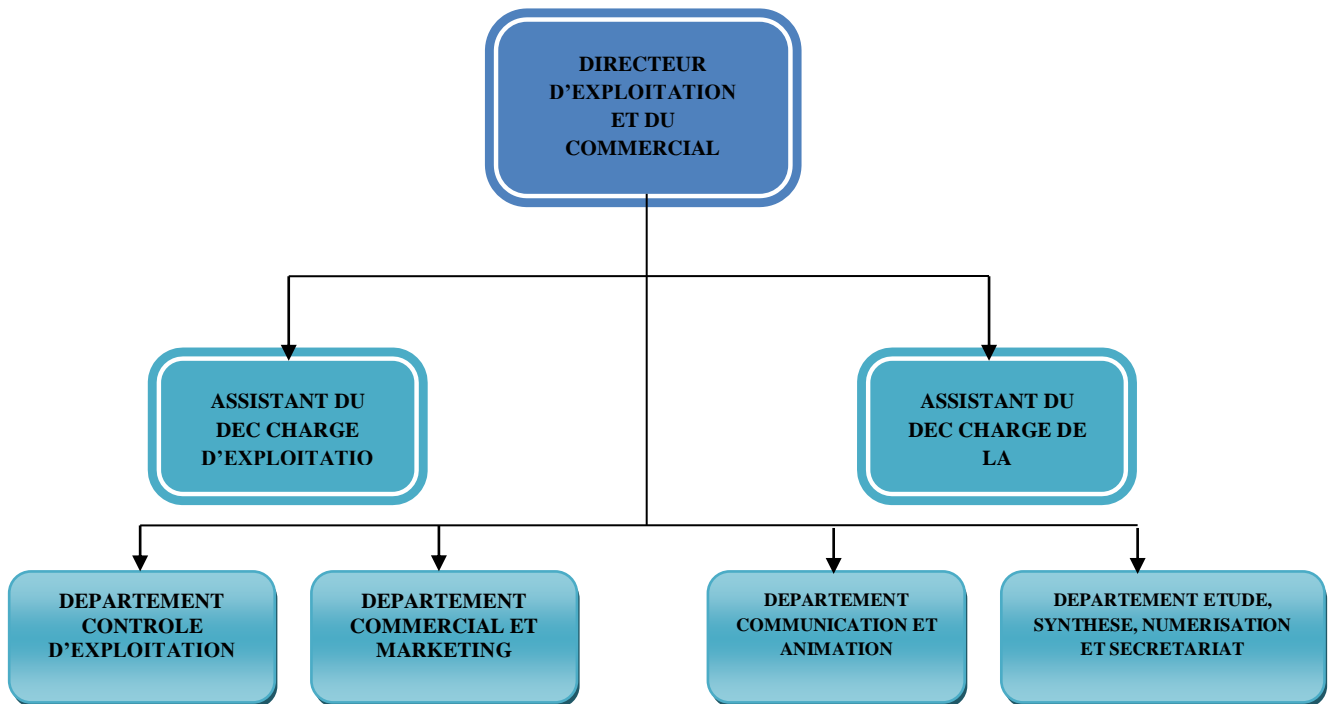 DIRECTEUR
D’EXPLOITATION
ET DU
COMMERCIAL
ASSISTANT DU
DEC CHARGE
D’EXPLOITATIO
ASSISTANT DU
DEC CHARGE DE
LA
DEPARTEMENT
CONTROLE
D’EXPLOITATION
DEPARTEMENT
COMMERCIAL ET
MARKETING
DEPARTEMENT
COMMUNICATION ET
ANIMATION
DEPARTEMENT ETUDE,
SYNTHESE, NUMERISATION
ET SECRETARIAT